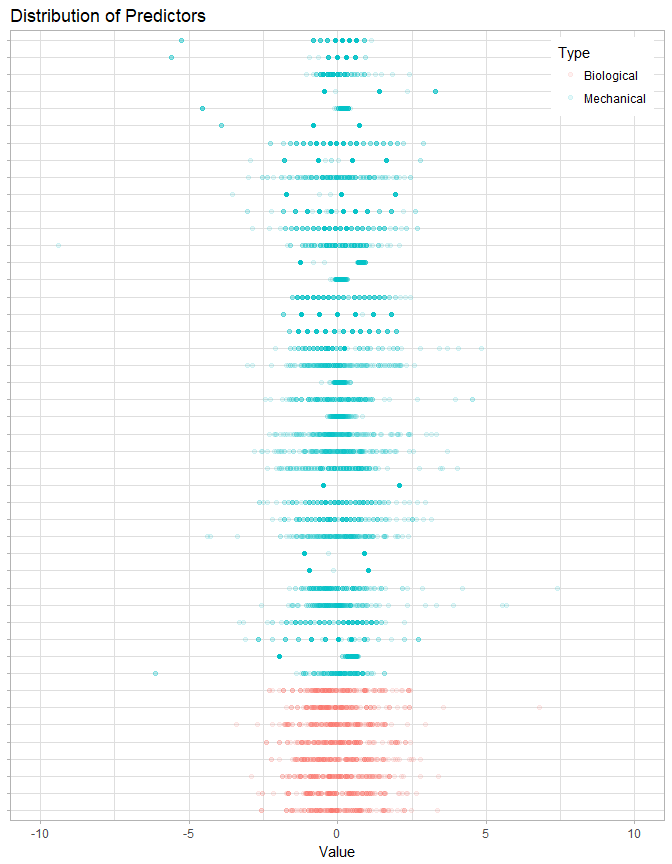 Distribution of Predictors
Type
Biological
Mechanical
-10 -5 0 5 10
Value